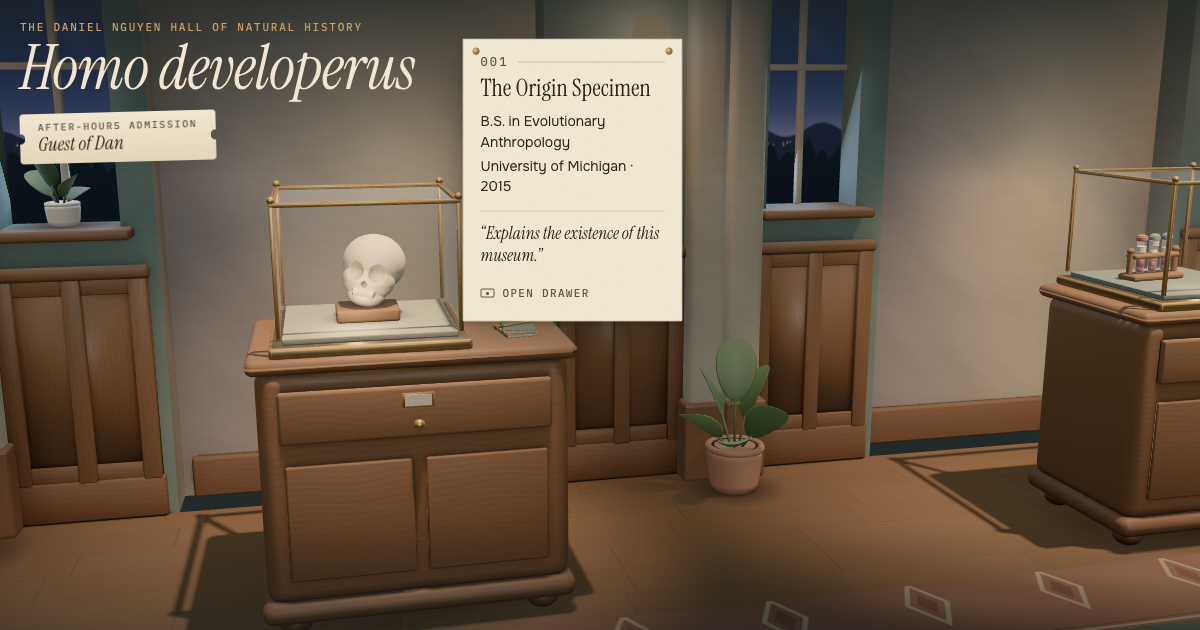 THE DANIEL NGUYEN HALL OF NATURAL HISTORY
Homo developerus
AFTER-HOURS ADMISSION
Guest of Dan
001
The Origin Specimen
B.S. in Evolutionary
Anthropology
University of Michigan ·
2015
“Explains the existence of this
museum.”
OPEN DRAWER